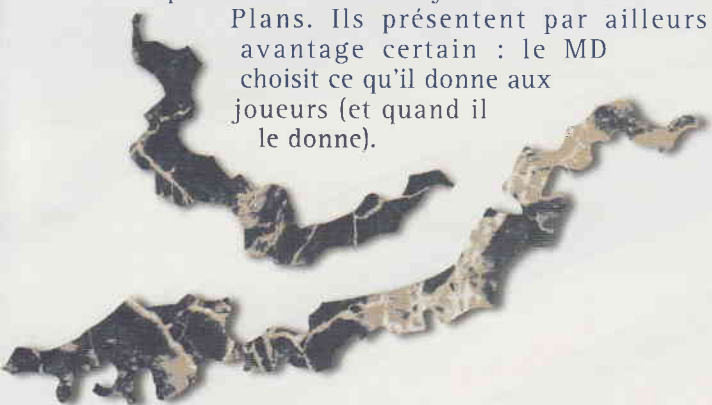 Plans. Ils présentent par ailleurs
avantage certain : le MD
choisit ce qu'il donne aux
joueurs (et quand il
le donne).